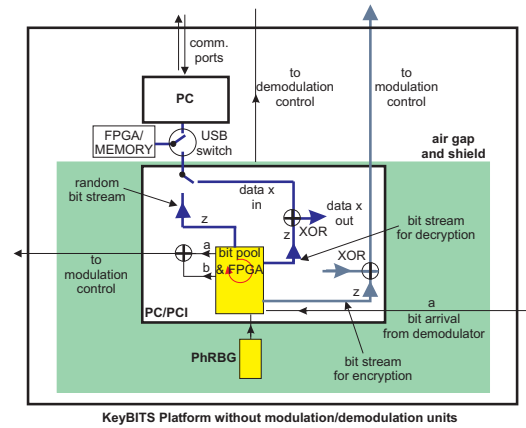 comm.
ports
to
demodulation
control
to
modulation
control
PC
FPGA/
MEMORY
USB
switch
air gap
and shield
random
bit stream
data x
in
data x
out
z
z
XOR
bit stream
for decryption
to
modulation
control
a
b
bit pool
& FPGA
XOR
z
a
bit arrival
from demodulator
PC/PCI
PhRBG
bit stream
for encryption
KeyBITS Platform without modulation/demodulation units